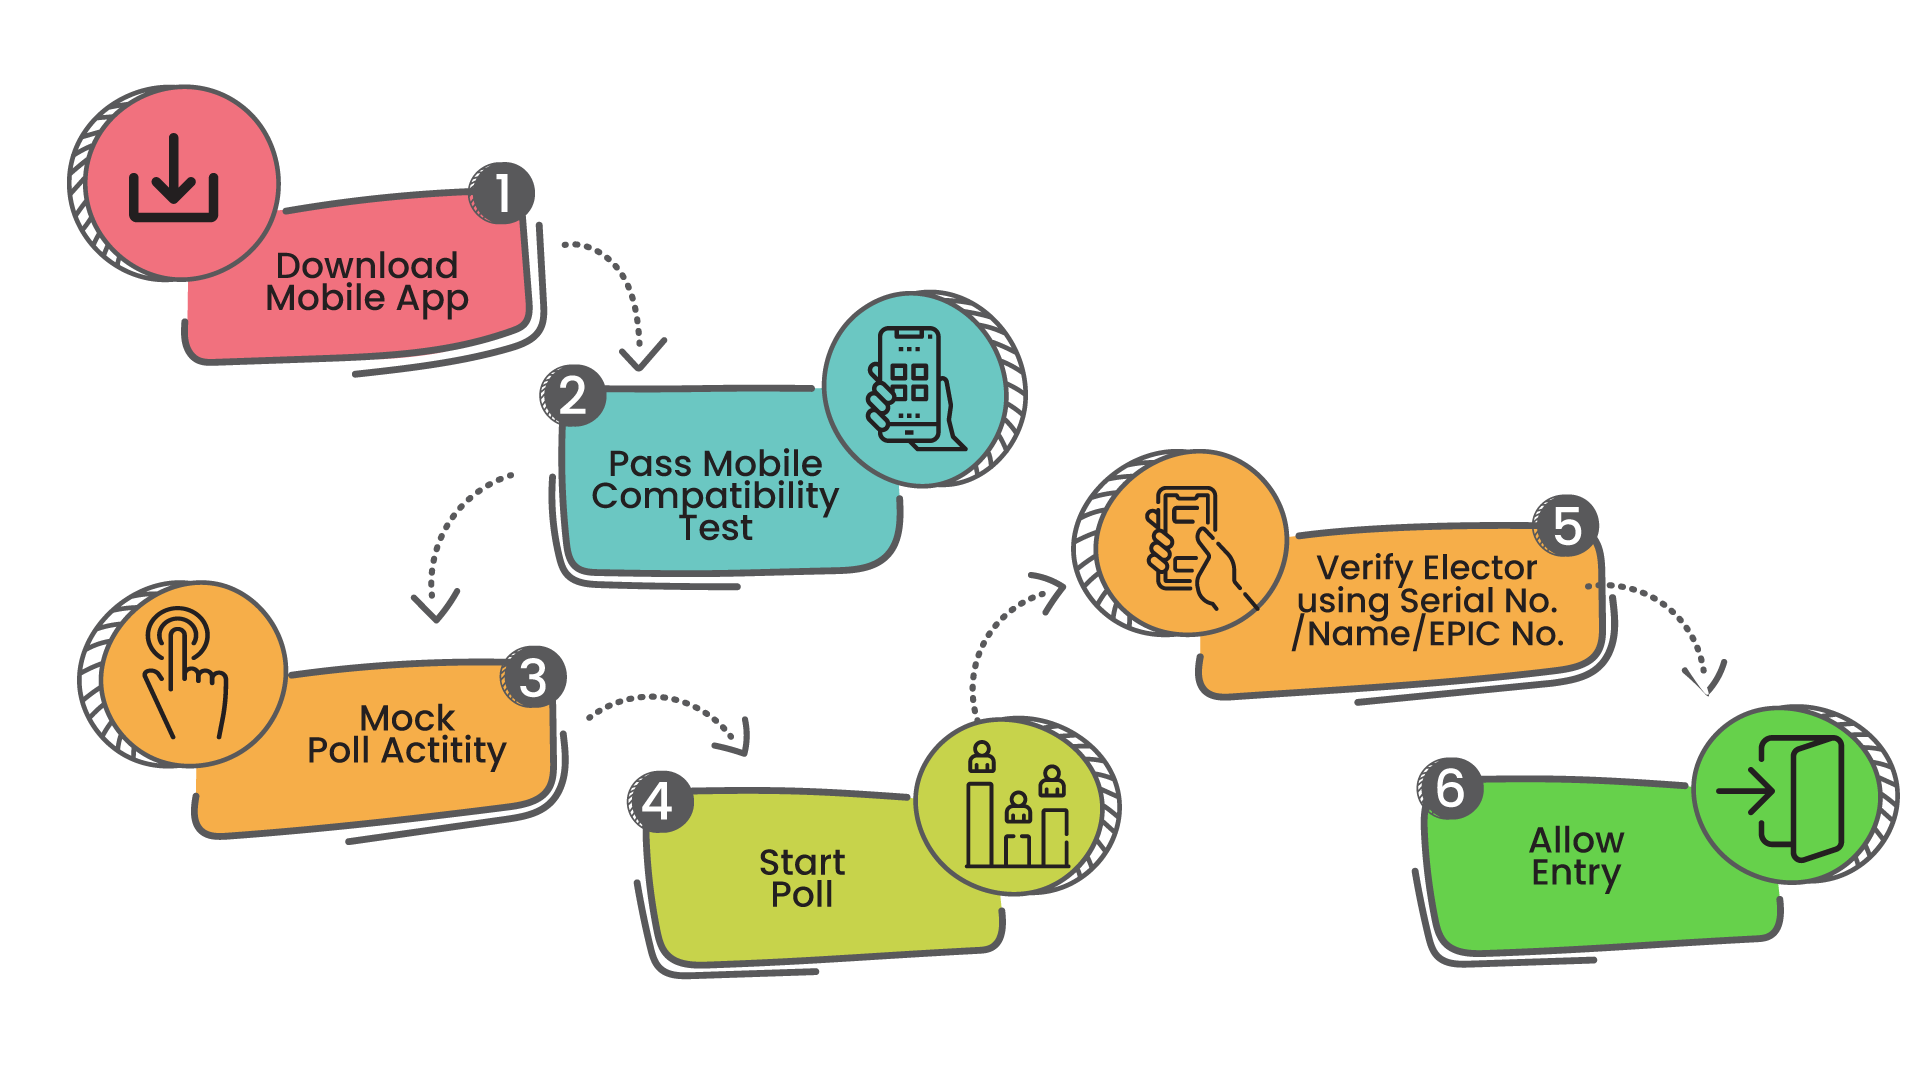 1
Download
Mobile App
2
Pass Mobile
Compatibility
Test
3
Mock
Poll Actitity
4
Start
Poll
5
Verify Elector
using Serial No.
/Name/EPIC No.
6
Allow
Entry